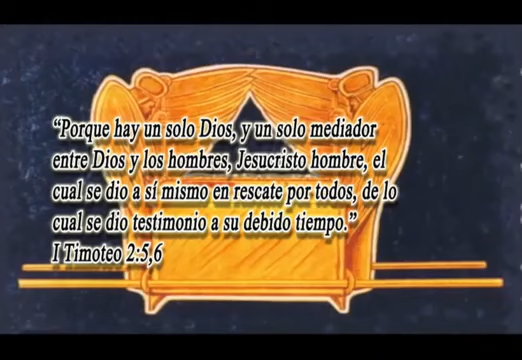 “Porque hay un solo Dios, y un solo mediador
entre Dios y los hombres, Jesucristo hombre, el
cual se dio a sí mismo en rescate por todos, de lo
cual se dio testimonio a su debido tiempo.”
I Timoteo 2:5,6